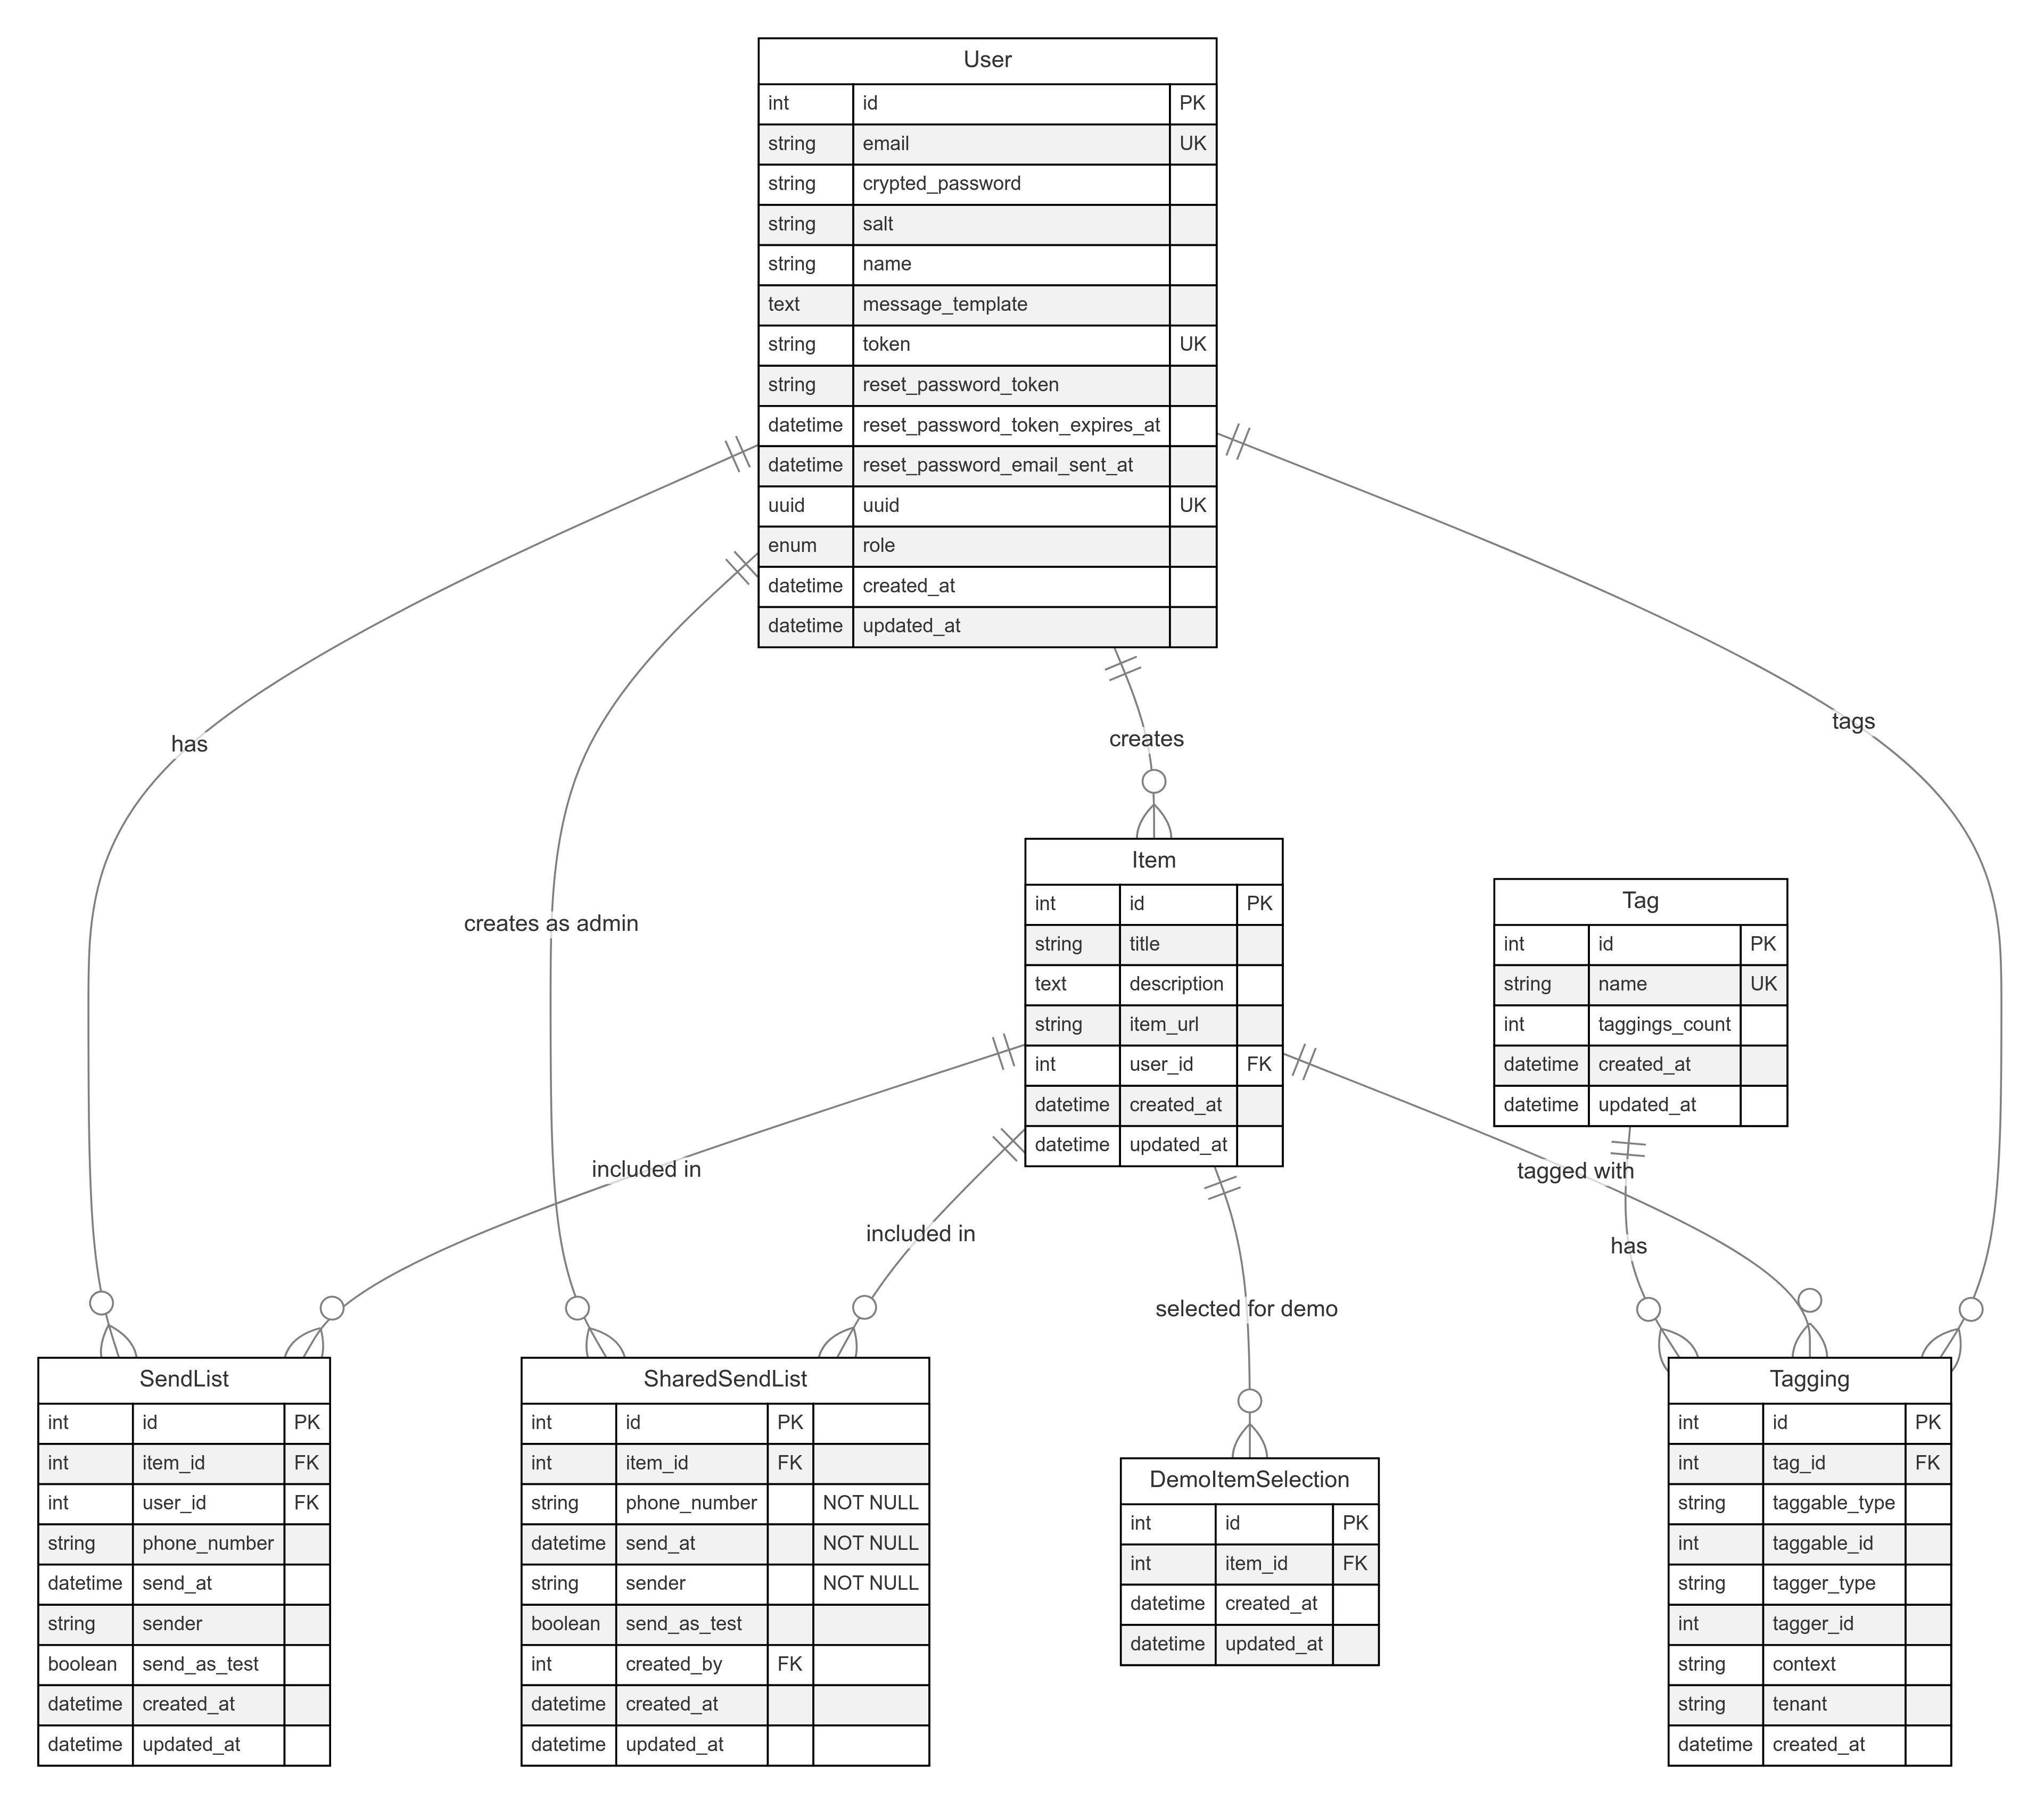 User
int id PK
string email UK
string crypted_password
string salt
string name
text message_template
string token UK
string reset_password_token
datetime reset_password_token_expires_at
datetime reset_password_email_sent_at
uuid uuid UK
enum role
datetime created_at
datetime updated_at
has
creates as admin
creates
tags
Item
int id PK
string title
text description
string item_url
int user_id FK
datetime created_at
datetime updated_at
Tag
int id PK
string name UK
int taggings_count
datetime created_at
datetime updated_at
included in
included in
selected for demo
tagged with
has
SendList
int id PK
int item_id FK
int user_id FK
string phone_number
datetime send_at
string sender
boolean send_as_test
datetime created_at
datetime updated_at
SharedSendList
int id PK
int item_id FK
string phone_number NOT NULL
datetime send_at NOT NULL
string sender NOT NULL
boolean send_as_test
int created_by FK
datetime created_at
datetime updated_at
DemoItemSelection
int id PK
int item_id FK
datetime created_at
datetime updated_at
Tagging
int id PK
int tag_id FK
string taggable_type
int taggable_id
string tagger_type
int tagger_id
string context
string tenant
datetime created_at